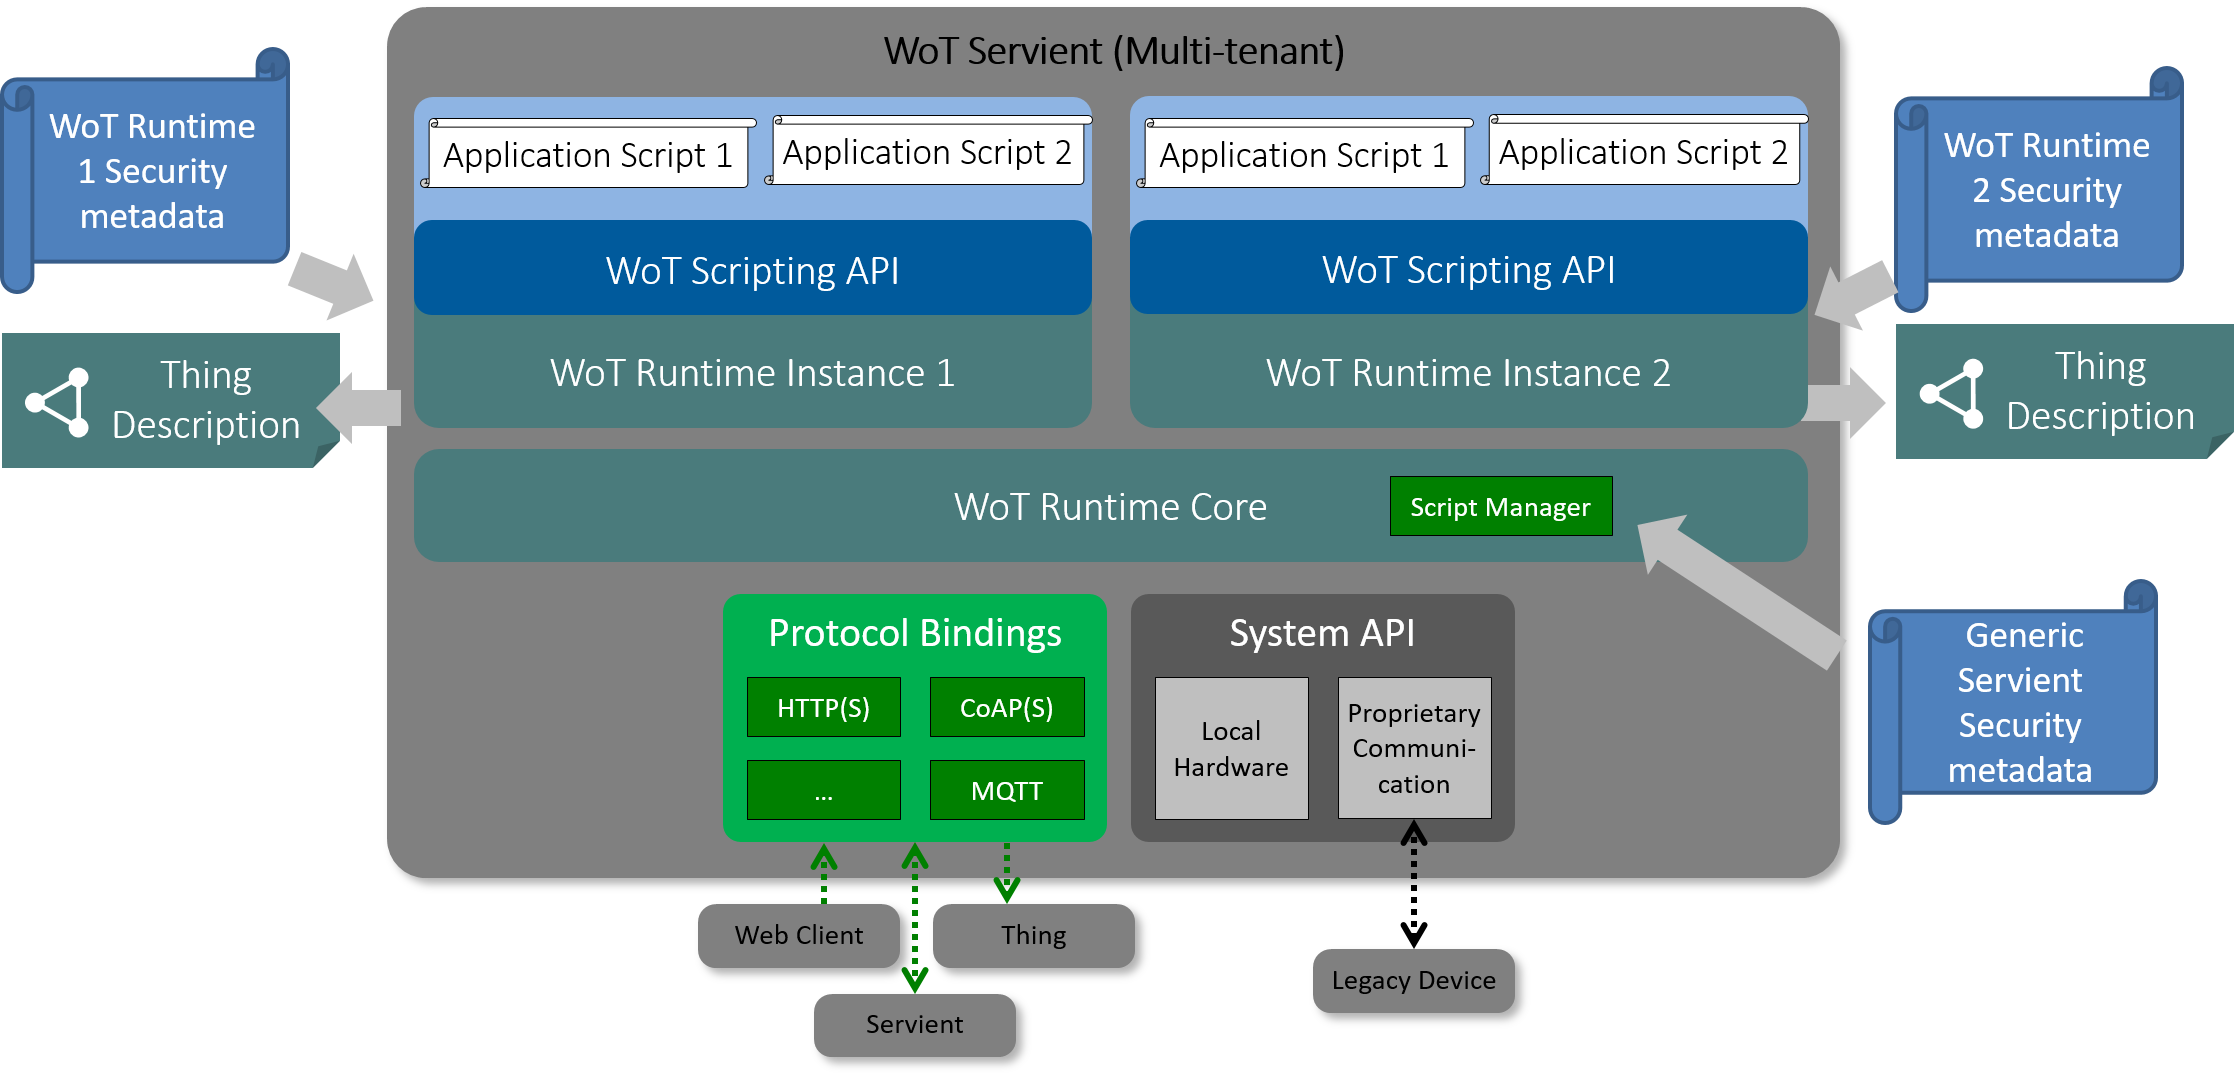 WoT Servient (Multi-tenant)
WoT Runtime
1 Security
metadata
Application Script 1
Application Script 2
Application Script 1
Application Script 2
WoT Runtime
2 Security
metadata
WoT Scripting API
WoT Scripting API
Thing
Description
WoT Runtime Instance 1
WoT Runtime Instance 2
Thing
Description
WoT Runtime Core
Script Manager
Protocol Bindings
HTTP(S)
CoAP(S)
...
MQTT
System API
Local
Hardware
Proprietary
Communi-
cation
Generic
Servient
Security
metadata
Web Client
Thing
Servient
Legacy Device